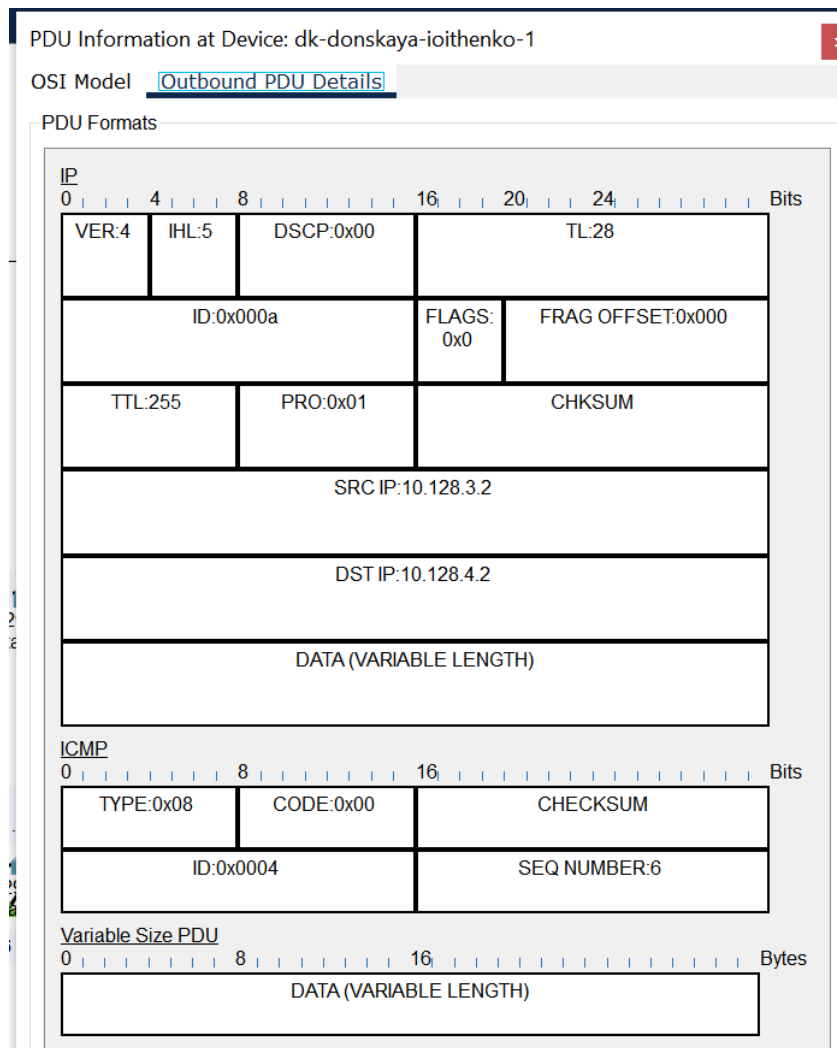 PDU Information at Device: dk-donskaya-ioithenko-1
OSI Model Outbound PDU Details
PDU Formats
IP
0 4 8 16 20 24 Bits
VER:4 IHL:5 DSCP:0x00 TL:28
ID:0x000a FLAGS: 0x0 FRAG OFFSET:0x000
TTL:255 PRO:0x01 CHKSUM
SRC IP:10.128.3.2
DST IP:10.128.4.2
DATA (VARIABLE LENGTH)
ICMP
0 8 16 Bits
TYPE:0x08 CODE:0x00 CHECKSUM
ID:0x0004 SEQ NUMBER:6
Variable Size PDU
0 8 16 Bytes
DATA (VARIABLE LENGTH)